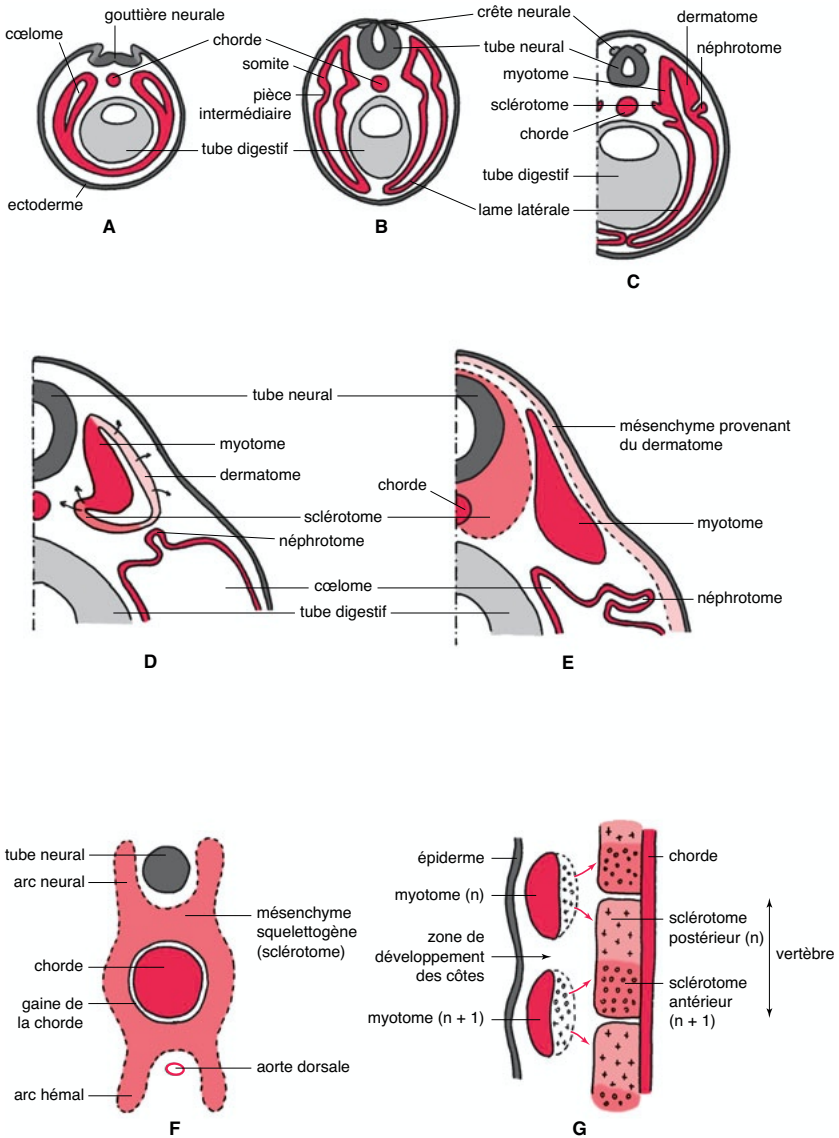 gouttière neurale
cœlome
chorde
somite
pièce
intermédiaire
tube digestif
ectoderme
A
B
crête neurale
tube neural
myotome
sclérotome
chorde
tube digestif
lame latérale
dermatome
néphrotome
C
tube neural
myotome
dermatome
sclérotome
néphrotome
cœlome
tube digestif
D
chorde
mésenchyme provenant
du dermatome
myotome
néphrotome
E
tube neural
arc neural
mésenchyme
squelettogène
(sclérotome)
chorde
gaine de
la chorde
aorte dorsale
arc hémal
F
épiderme
myotome (n)
zone de
développement
des côtes
myotome (n + 1)
chorde
sclérotome
postérieur (n)
vertèbre
sclérotome
antérieur
(n + 1)
G